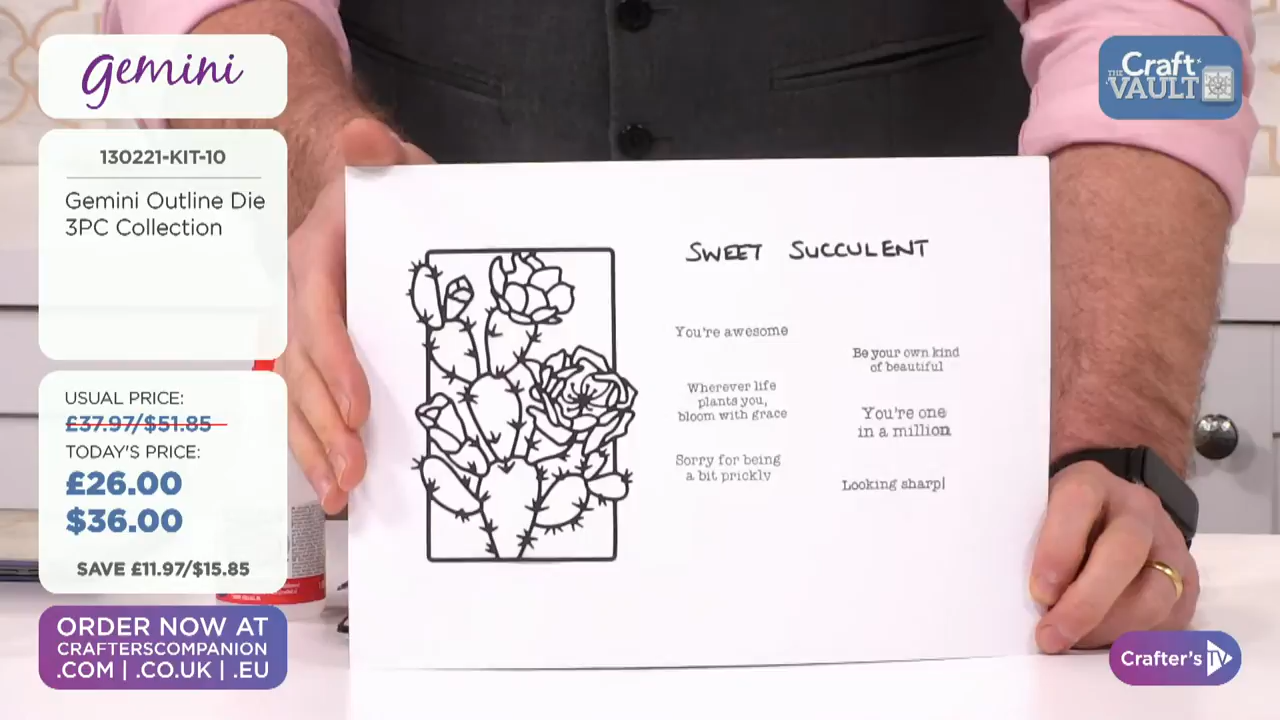 gemini
130221-KIT-10
Gemini Outline Die
3PC Collection
USUAL PRICE:
£37.97/$51.85
TODAY'S PRICE:
£26.00
$36.00
SAVE £11.97/$15.85
ORDER NOW AT
CRAFTERSCOMPANION
.COM | .CO.UK | .EU
THE Craft
VAULT
SWEET SUCCULENT
You're awesome
Be your own kind
of beautiful
Wherever life
plants you,
bloom with grace
You're one
in a million
Sorry for being
a bit prickly
Looking sharp!
Crafter's TV